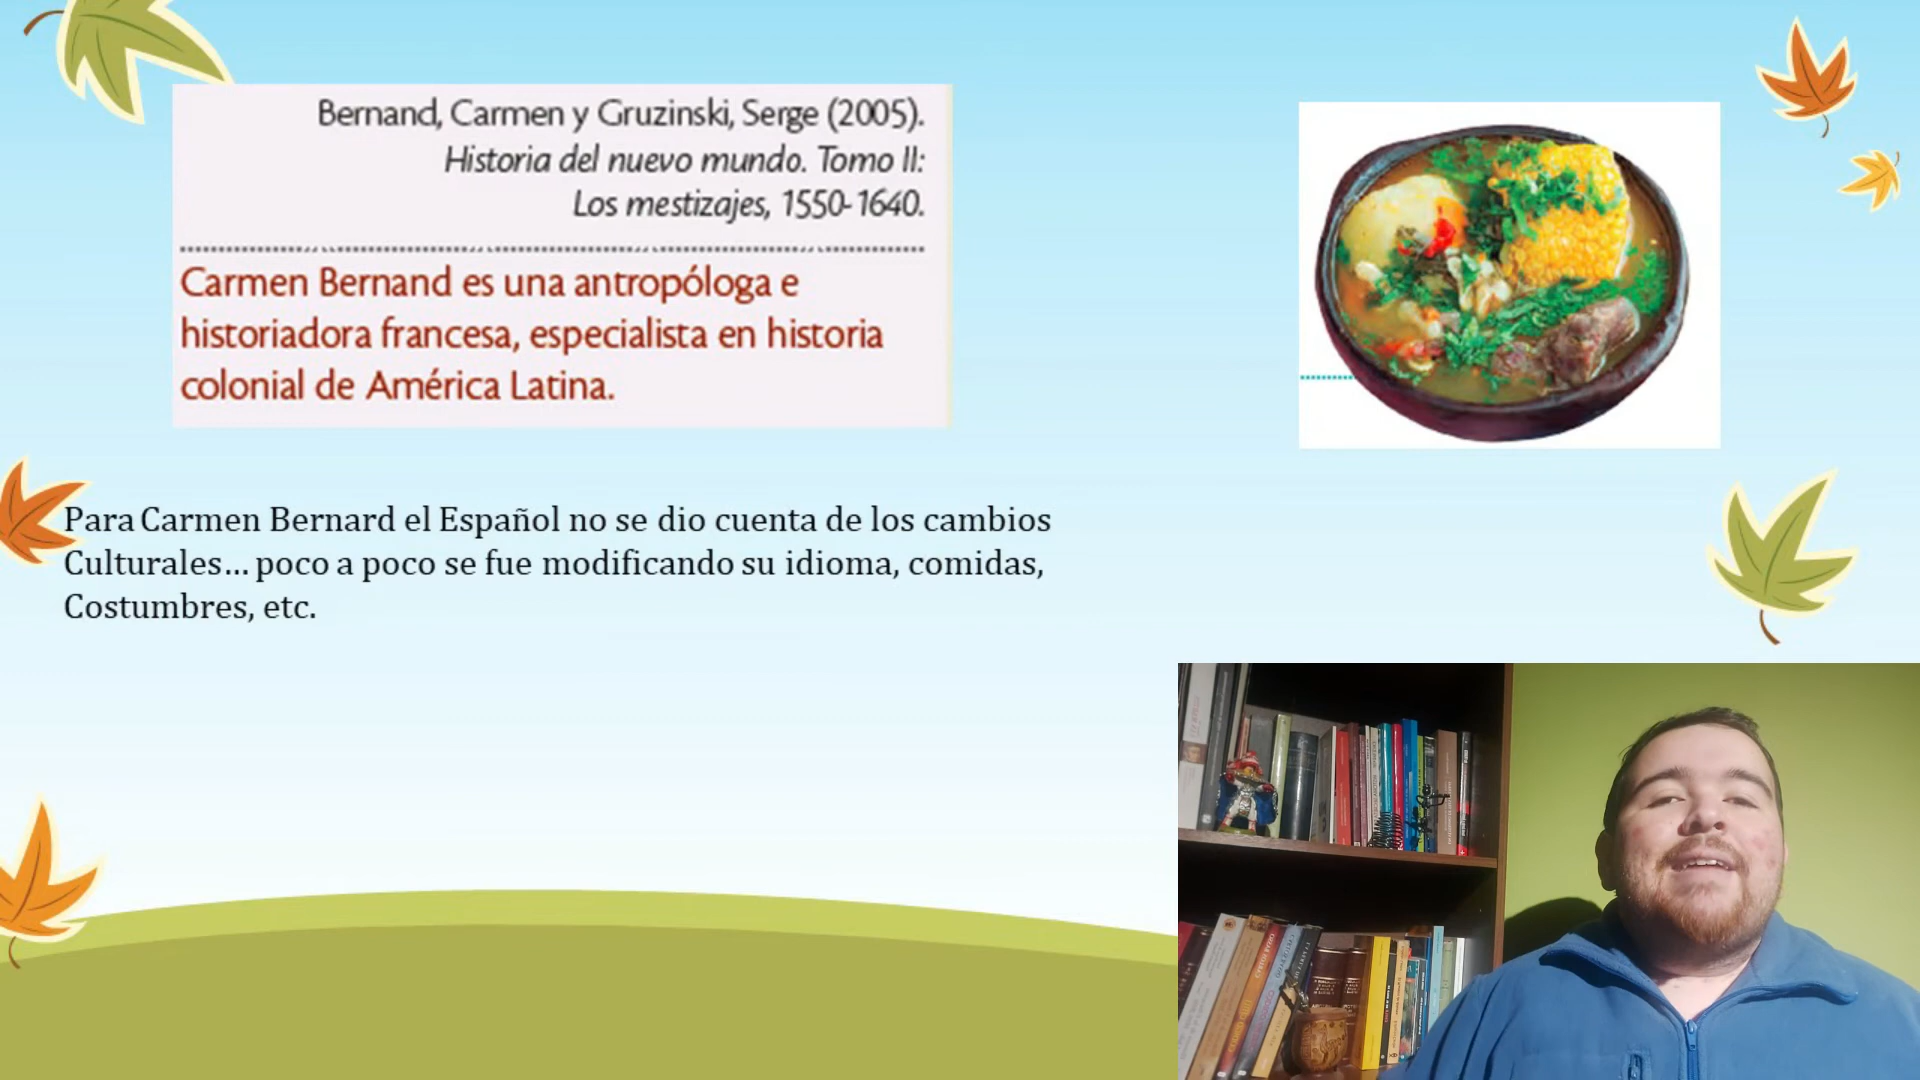 Bernand, Carmen y Gruzinski, Serge (2005).
Historia del nuevo mundo. Tomo II:
Los mestizajes, 1550-1640.
Carmen Bernand es una antropóloga e
historiadora francesa, especialista en historia
colonial de América Latina.
Para Carmen Bernard el Español no se dio cuenta de los cambios
Culturales... poco a poco se fue modificando su idioma, comidas,
Costumbres, etc.